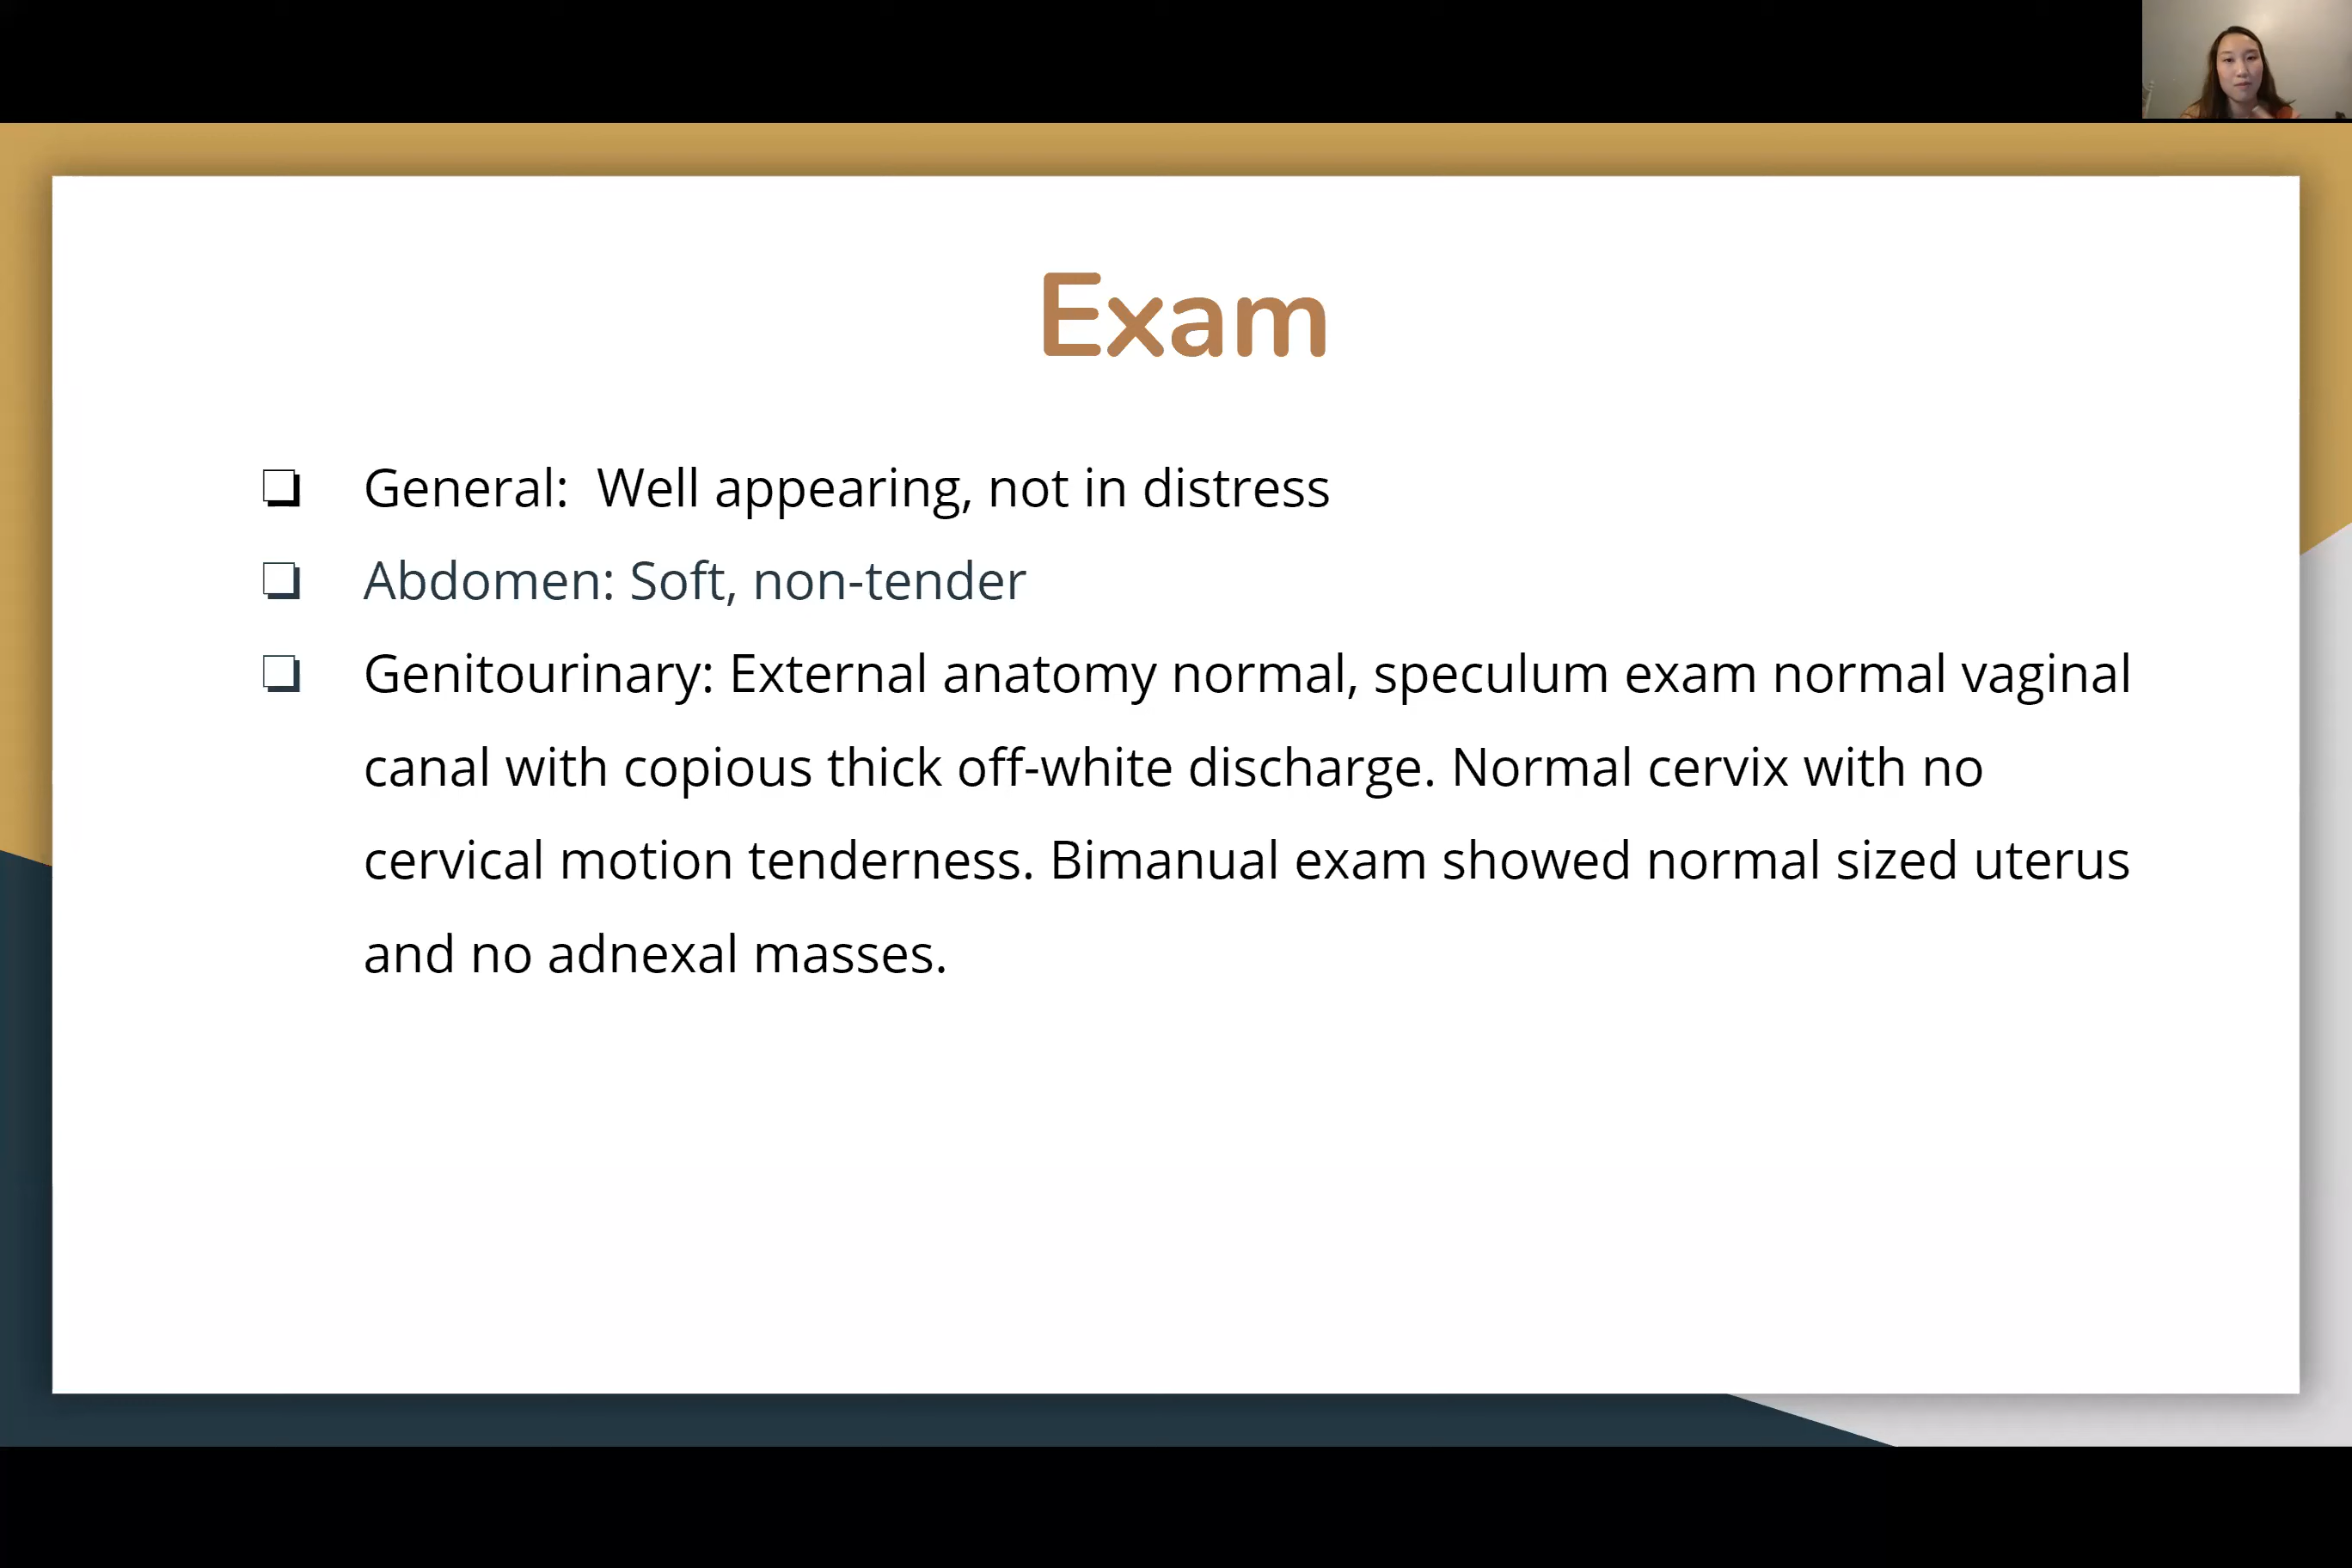 Exam
❏ General:  Well appearing, not in distress
❏ Abdomen: Soft, non-tender
❏ Genitourinary: External anatomy normal, speculum exam normal vaginal
canal with copious thick off-white discharge. Normal cervix with no
cervical motion tenderness. Bimanual exam showed normal sized uterus
and no adnexal masses.